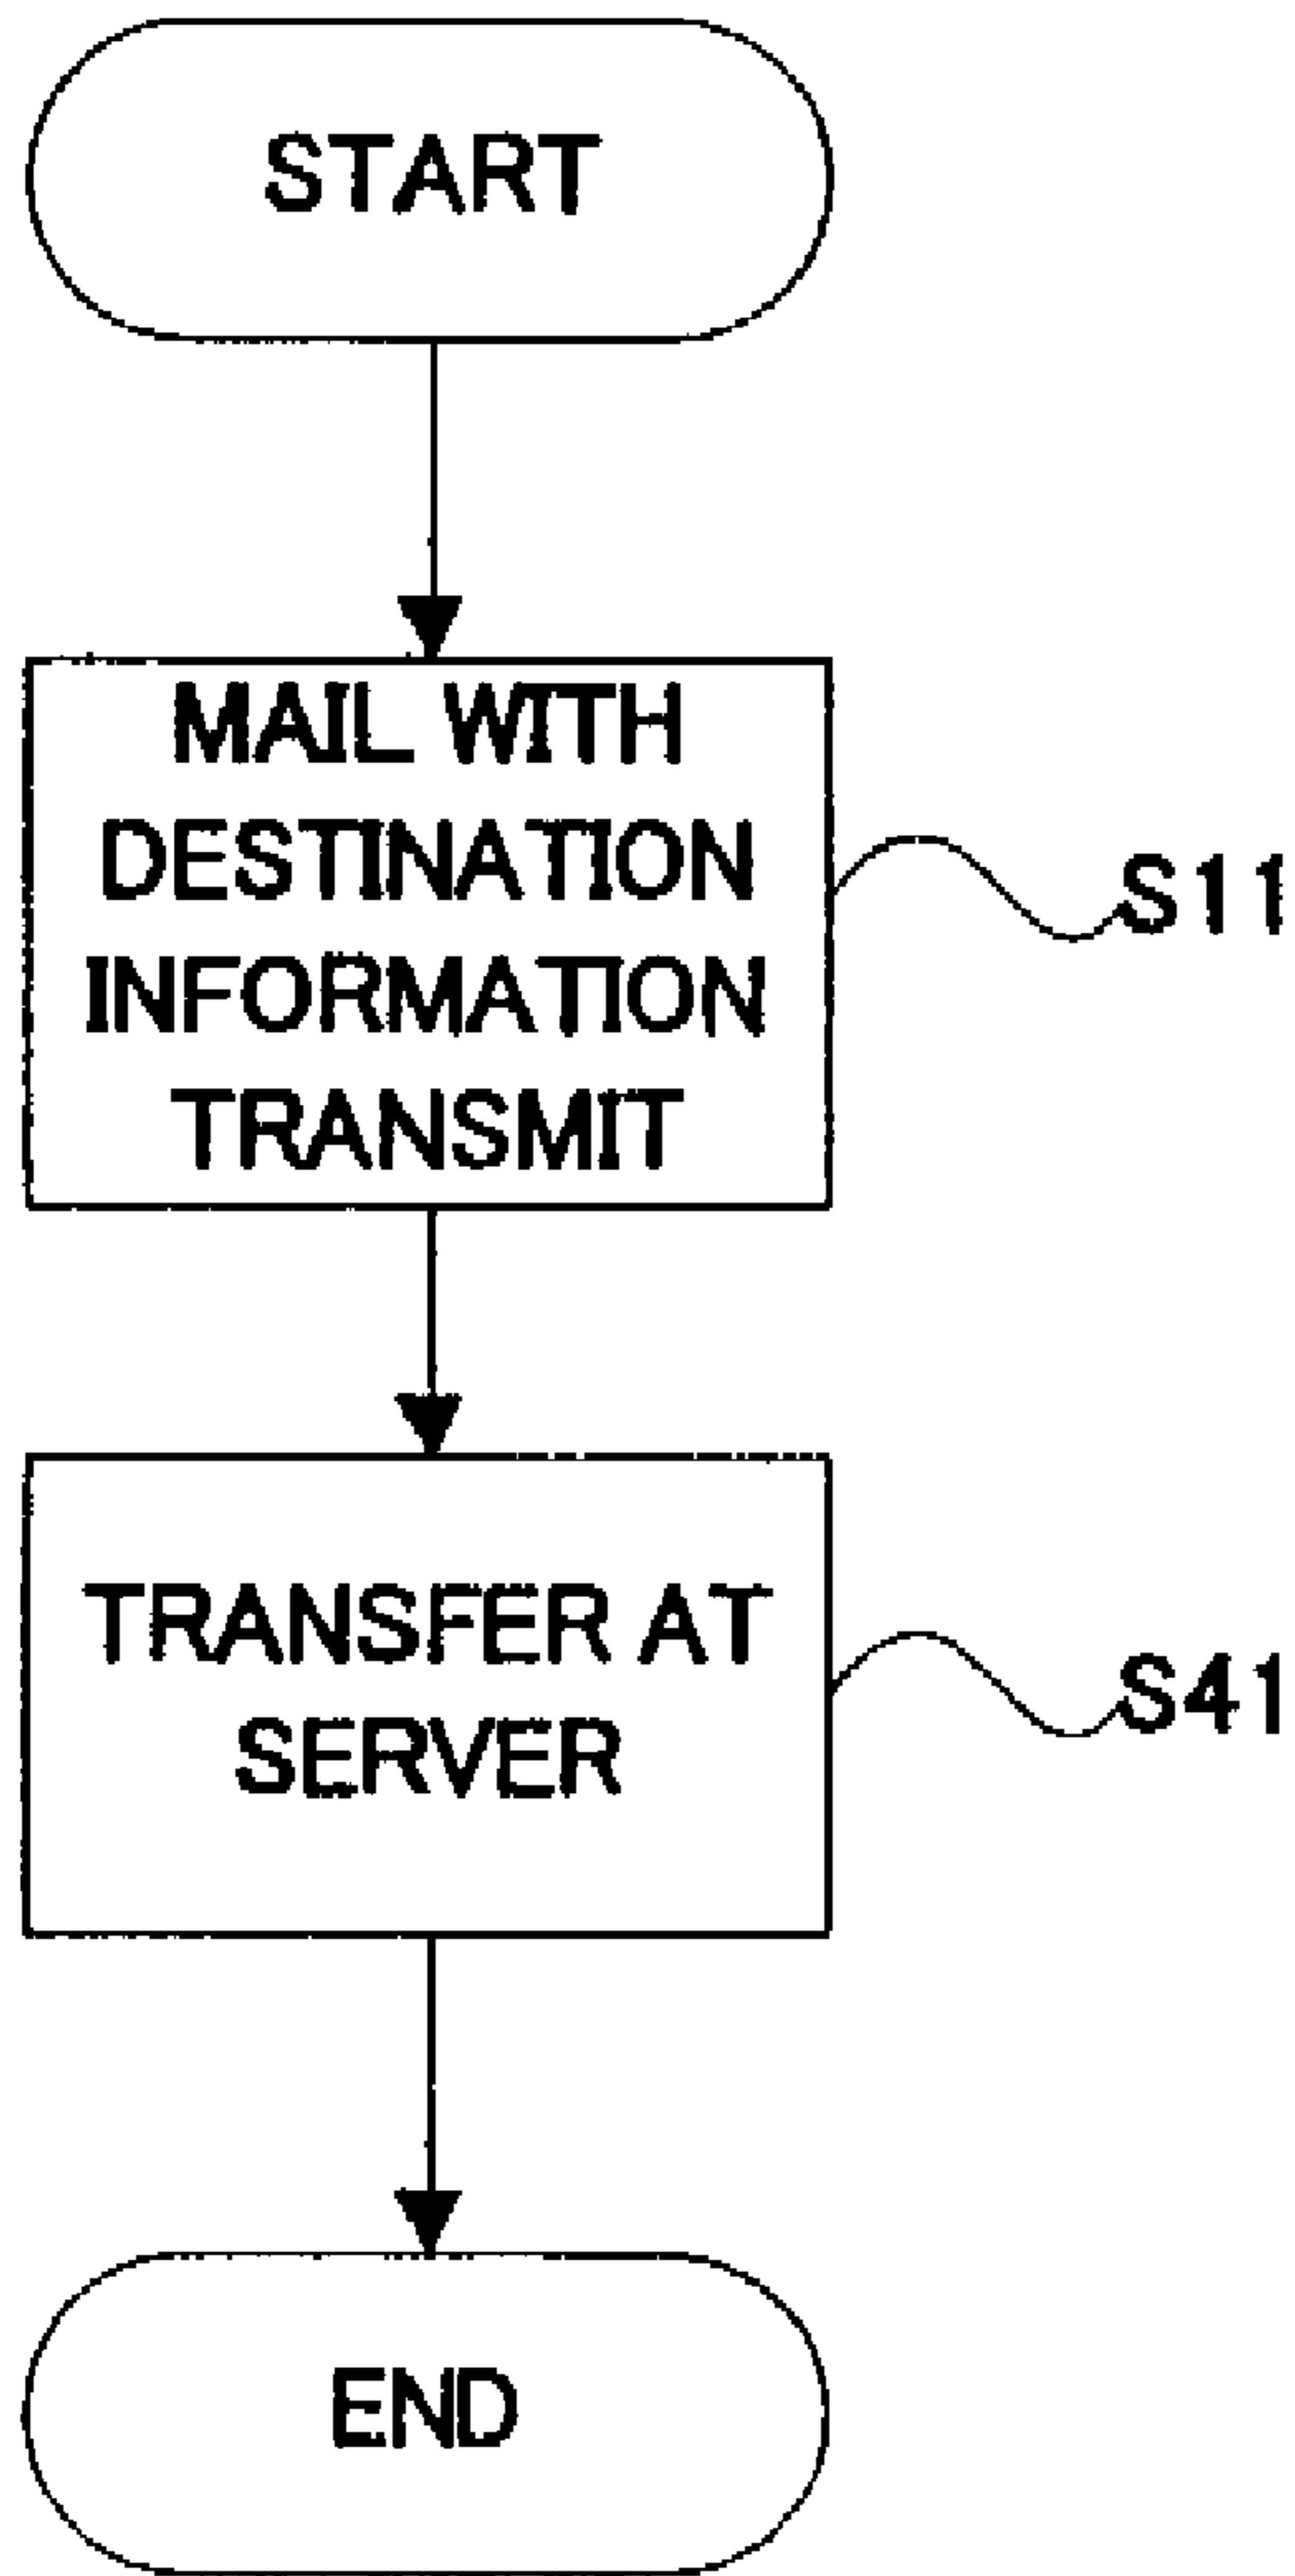 START
MAIL WITH
DESTINATION
INFORMATION
TRANSMIT
S11
TRANSFER AT
SERVER
S41
END